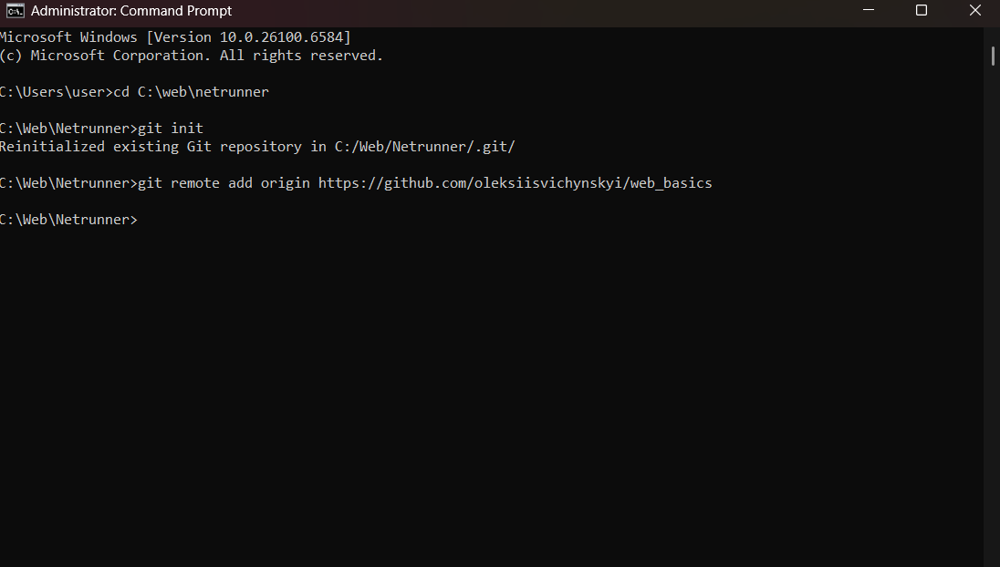 Administrator: Command Prompt
Microsoft Windows [Version 10.0.26100.6584]
(c) Microsoft Corporation. All rights reserved.
C:\Users\user>cd C:\web\netrunner
C:\Web\Netrunner>git init
Reinitialized existing Git repository in C:/Web/Netrunner/.git/
C:\Web\Netrunner>git remote add origin https://github.com/oleksiisvichynskyi/web_basics
C:\Web\Netrunner>